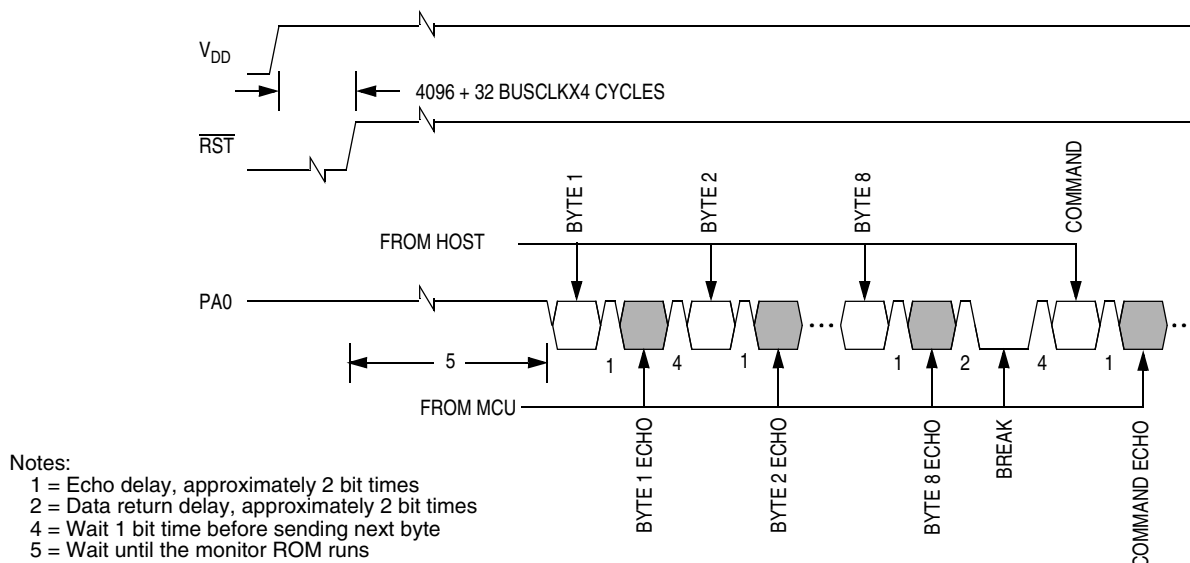 VDD
4096 + 32 BUSCLKX4 CYCLES
RST
BYTE 1
BYTE 2
BYTE 8
COMMAND
FROM HOST
PA0
5
1
4
1
1
2
4
1
FROM MCU
BYTE 1 ECHO
BYTE 2 ECHO
BYTE 8 ECHO
BREAK
COMMAND ECHO
Notes:
1 = Echo delay, approximately 2 bit times
2 = Data return delay, approximately 2 bit times
4 = Wait 1 bit time before sending next byte
5 = Wait until the monitor ROM runs